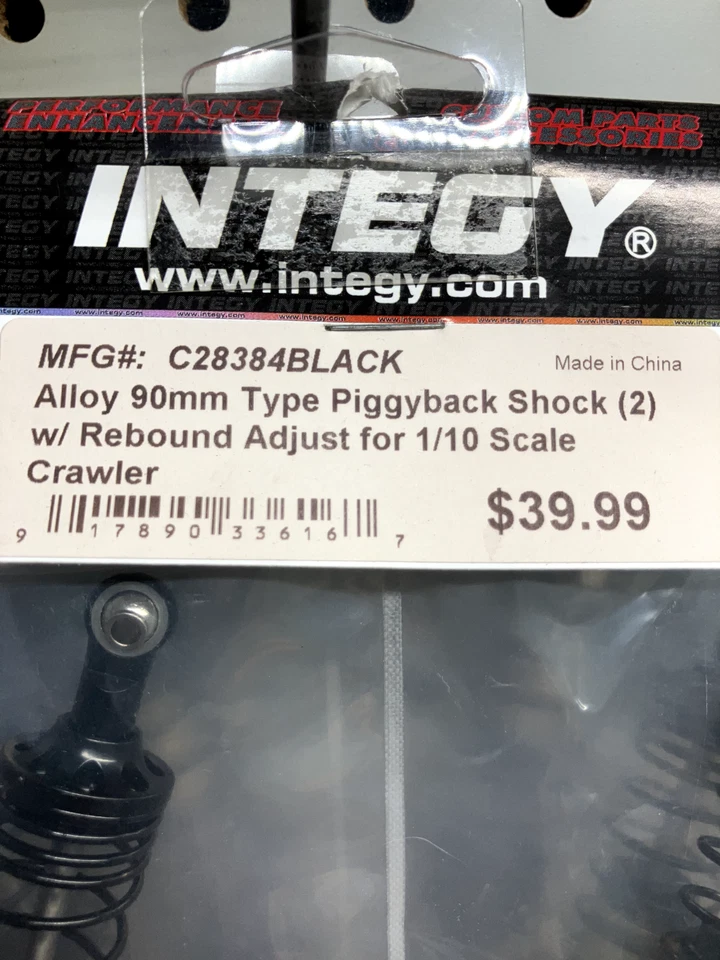 PERFORMANCE
ENHANCEMENT
CUSTOM PARTS
ACCESSORIES
INTEGY®
www.integy.com
MFG#: C28384BLACK
Made in China
Alloy 90mm Type Piggyback Shock (2)
w/ Rebound Adjust for 1/10 Scale
Crawler
$39.99
9 17890 33616 7